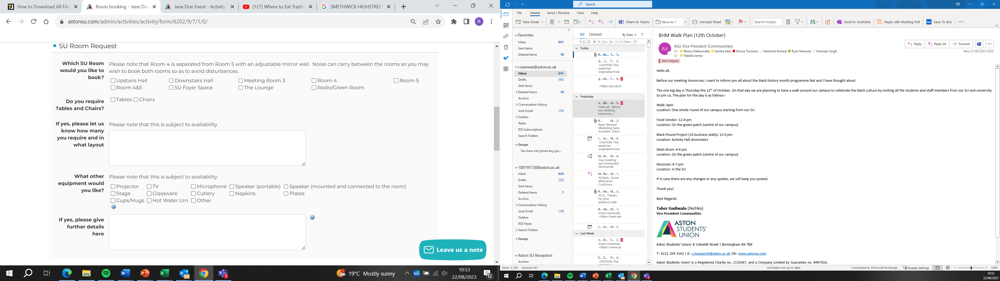 How to Download All File
Room booking - Jane Doe
Jane Doe Event - Activity
(127) Where to Eat Traditi
SMETHWICK HIGHSTREET
astonsu.com/admin/activities/activity/form/6202/9/7/1/0/
R
SU Room Request
Which SU Room would you like to book?
Please note that Room 4 is separated from Room 5 with an adjustable mirror wall. Noise can carry between the rooms so you may
wish to book both rooms so as to avoid disturbances.
Upstairs Hall Downstairs Hall Meeting Room 3 Room 4 Room 5
Room 4&5 SU Foyer Space The Lounge Radio/Green Room
Do you require Tables and Chairs?
Tables Chairs
If yes, please let us know how many you require and in what layout
Please note that this is subject to availability
What other equipment would you like?
Please note that this is subject to availability.
Projector TV Microphone Speaker (portable) Speaker (mounted and connected to the room)
Stage Glassware Cutlery Napkins Plates
Cups/Mugs Hot Water Urn Other
If yes, please give further details here
Leave us a note
19°C Mostly sunny
10:53
22/08/2023
12
Search
File Home Send / Receive View Help
New Email
Share to Teams
Move to: ?
Unread/ Read
Search People
Send to OneNote
Reply with Meeting Poll
Save To Box
Favorites
Inbox 641
Sent Items
Deleted Items 18
r.narewal@aston.ac.uk
Inbox 641
Drafts [65]
Sent Items
Deleted Items 18
Archive
Conversation History
Junk Email [74]
Outbox
Radio
RSS Subscriptions
Search Folders
Groups
You have not joined any gro...
180195138@aston.ac.uk
Inbox 624
Drafts [22]
Sent Items
Deleted Items 7
Archive
Conversation History
Junk Email [19]
Outbox
RSS Feeds
Search Folders
Groups
Aston SU Reception
Archive
All Unread By Date
F.. Su... R... S.. C. Men...
Today
R... Be... T... 5..
G... C... T... 2..
CAUTION: This
email has
originated from
q... Mi... T... 9..
<https://product
Yesterday
A... BH... M... 9..
Hello all, Before
our meeting
tomorrow, I
R... M... 2..
Ryan Narewal
Marketing Sales
Assistant Aston
I... Ac... M... 6..
CAUTION: This
email has
originated from
M.. M... M... 4..
Your meeting
was forwarded
Montserrat
M.. Re... M... 1..
Hi Ryan, Good
afternoon!
Could you
R... Ne... M... 3..
Hi JC, Thanks
for your
patience with
B... Up... M... 1..
Aston University
<https://web.yam
L... Ac... M... 2..
Last Week
V... Di... S... 2..
Aston University
<https://www.ya
Fr... 4..
CAUTION: This
BHM Walk Plan (12th October)
AV
ASU Vice President (Communities)
To Bhanu Dakkumalla; Sandra Nair; Emma Tromans; Hashmat Arshad; Ryan Narewal; Yesmeen Singh
Cc Natalie James
Reply Reply All Forward
Mon 21/08/2023 20:02
Red Category
Hello all,
Before our meeting tomorrow, I want to inform you all about the black history month programme Nat and I have thought about.
The one big day is Thursday the 12th of October. On that day we are planning to have a walk around our campus to celebrate the black culture by inviting all the students and staff members from our SU and university
to join us. The plan for the day is as follows:-
Walk: 4pm
Location: One whole round of our campus starting from our SU
Food Vendor: 12-6 pm
Location: On the green patch (centre of our campus)
Black Pound Project (10 business stalls): 12-6 pm
Location: Activity Hall downstairs
Steel-drum: 4-6 pm
Location: On the green patch (centre of our campus)
Musician: 6-7 pm
Location: In the SU
If in case there are any changes or any update, we will keep you posted.
Thank you!
Best Regards
Taher Gadiwala (He/Him)
Vice President Communities
ASTON
STUDENTS'
UNION
Aston Students' Union| 8 Coleshill Street | Birmingham B4 7BX
T: 0121 204 3162 | E: s.hussain30@aston.ac.uk |W: www.astonsu.com
Aston Students Union' is a Registered Charity no. 1152067, and a Company Limited by Guarantee no. 8497016.
Items: 5,189 Unread: 641
All folders are up to date.
Connected to: Microsoft Exchange
Display Settings
100%
10:53
22/08/2023